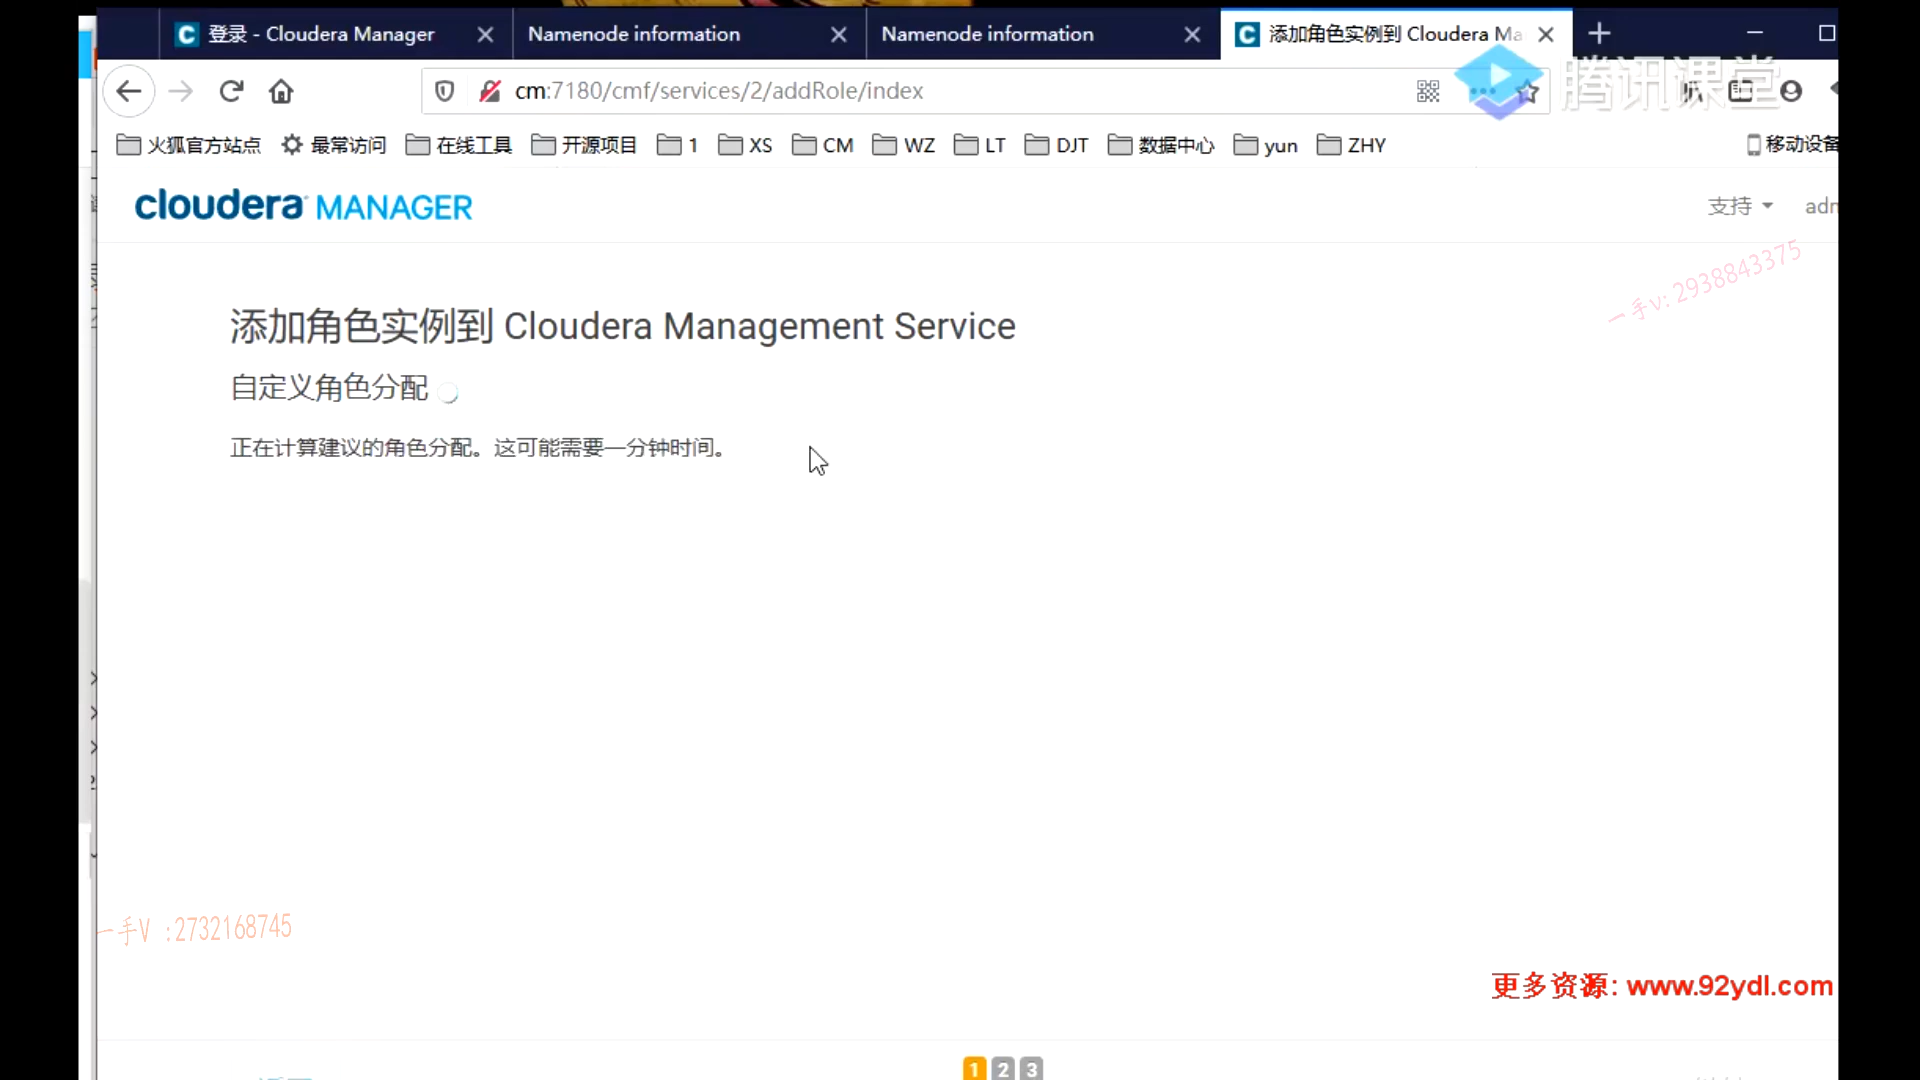 登录 - Cloudera Manager
Namenode information
Namenode information
添加角色实例到 Cloudera Ma
cm:7180/cmf/services/2/addRole/index
腾讯课堂
火狐官方站点
最常访问
在线工具
开源项目
1
XS
CM
WZ
LT
DJT
数据中心
yun
ZHY
移动设备
cloudera MANAGER
支持
adm
一手v: 2938843375
添加角色实例到 Cloudera Management Service
自定义角色分配
正在计算建议的角色分配。这可能需要一分钟时间。
一手V :2732168745
更多资源: www.92ydl.com
1 2 3